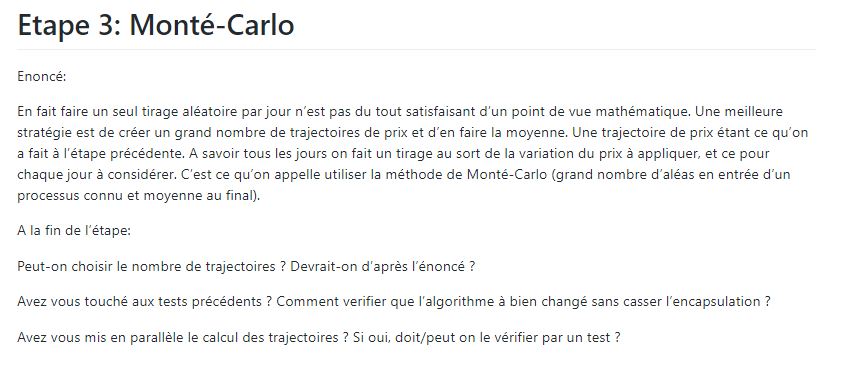 Etape 3: Monté-Carlo
Enoncé:
En fait faire un seul tirage aléatoire par jour n’est pas du tout satisfaisant d’un point de vue mathématique. Une meilleure
stratégie est de créer un grand nombre de trajectoires de prix et d’en faire la moyenne. Une trajectoire de prix étant ce qu’on
a fait à l’étape précédente. A savoir tous les jours on fait un tirage au sort de la variation du prix à appliquer, et ce pour
chaque jour à considérer. C’est ce qu’on appelle utiliser la méthode de Monté-Carlo (grand nombre d’aléas en entrée d’un
processus connu et moyenne au final).
A la fin de l’étape:
Peut-on choisir le nombre de trajectoires ? Devrait-on d’après l’énoncé ?
Avez vous touché aux tests précédents ? Comment verifier que l’algorithme à bien changé sans casser l’encapsulation ?
Avez vous mis en parallèle le calcul des trajectoires ? Si oui, doit/peut on le vérifier par un test ?